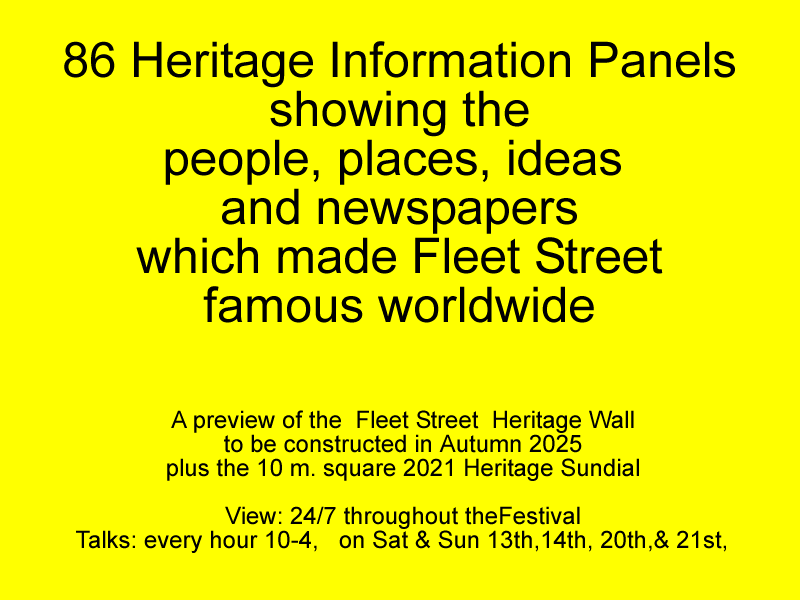 86 Heritage Information Panels
showing the
people, places, ideas
and newspapers
which made Fleet Street
famous worldwide
A preview of the  Fleet Street  Heritage Wall
to be constructed in Autumn 2025
plus the 10 m. square 2021 Heritage Sundial
View: 24/7 throughout theFestival
Talks: every hour 10-4,   on Sat & Sun 13th,14th, 20th,& 21st,